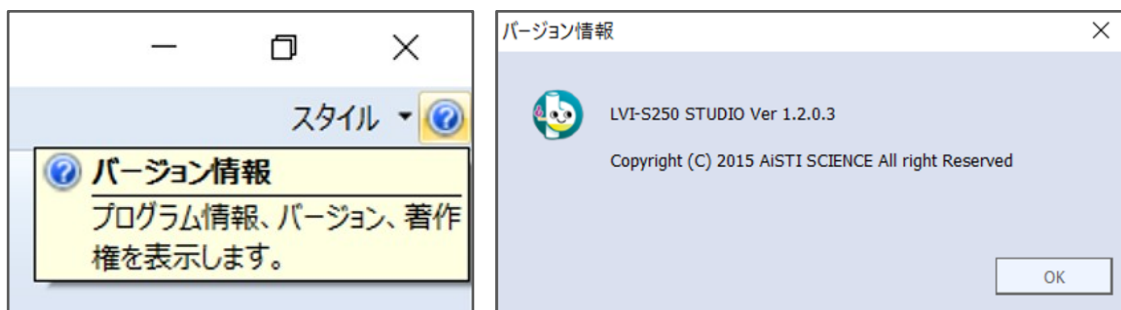 スタイル
バージョン情報
プログラム情報、バージョン、著作
権を表示します。
バージョン情報
LVI-S250 STUDIO Ver 1.2.0.3
Copyright (C) 2015 AiSTI SCIENCE All right Reserved
OK